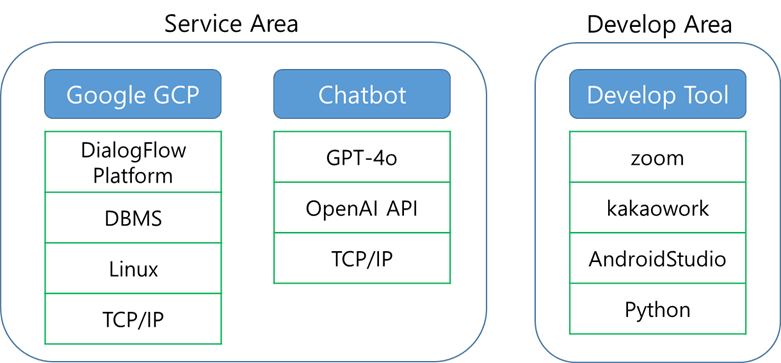 Service Area
Develop Area
Google GCP
DialogFlow
Platform
DBMS
Linux
TCP/IP
Chatbot
GPT-4o
OpenAI API
TCP/IP
Develop Tool
zoom
kakaowork
AndroidStudio
Python